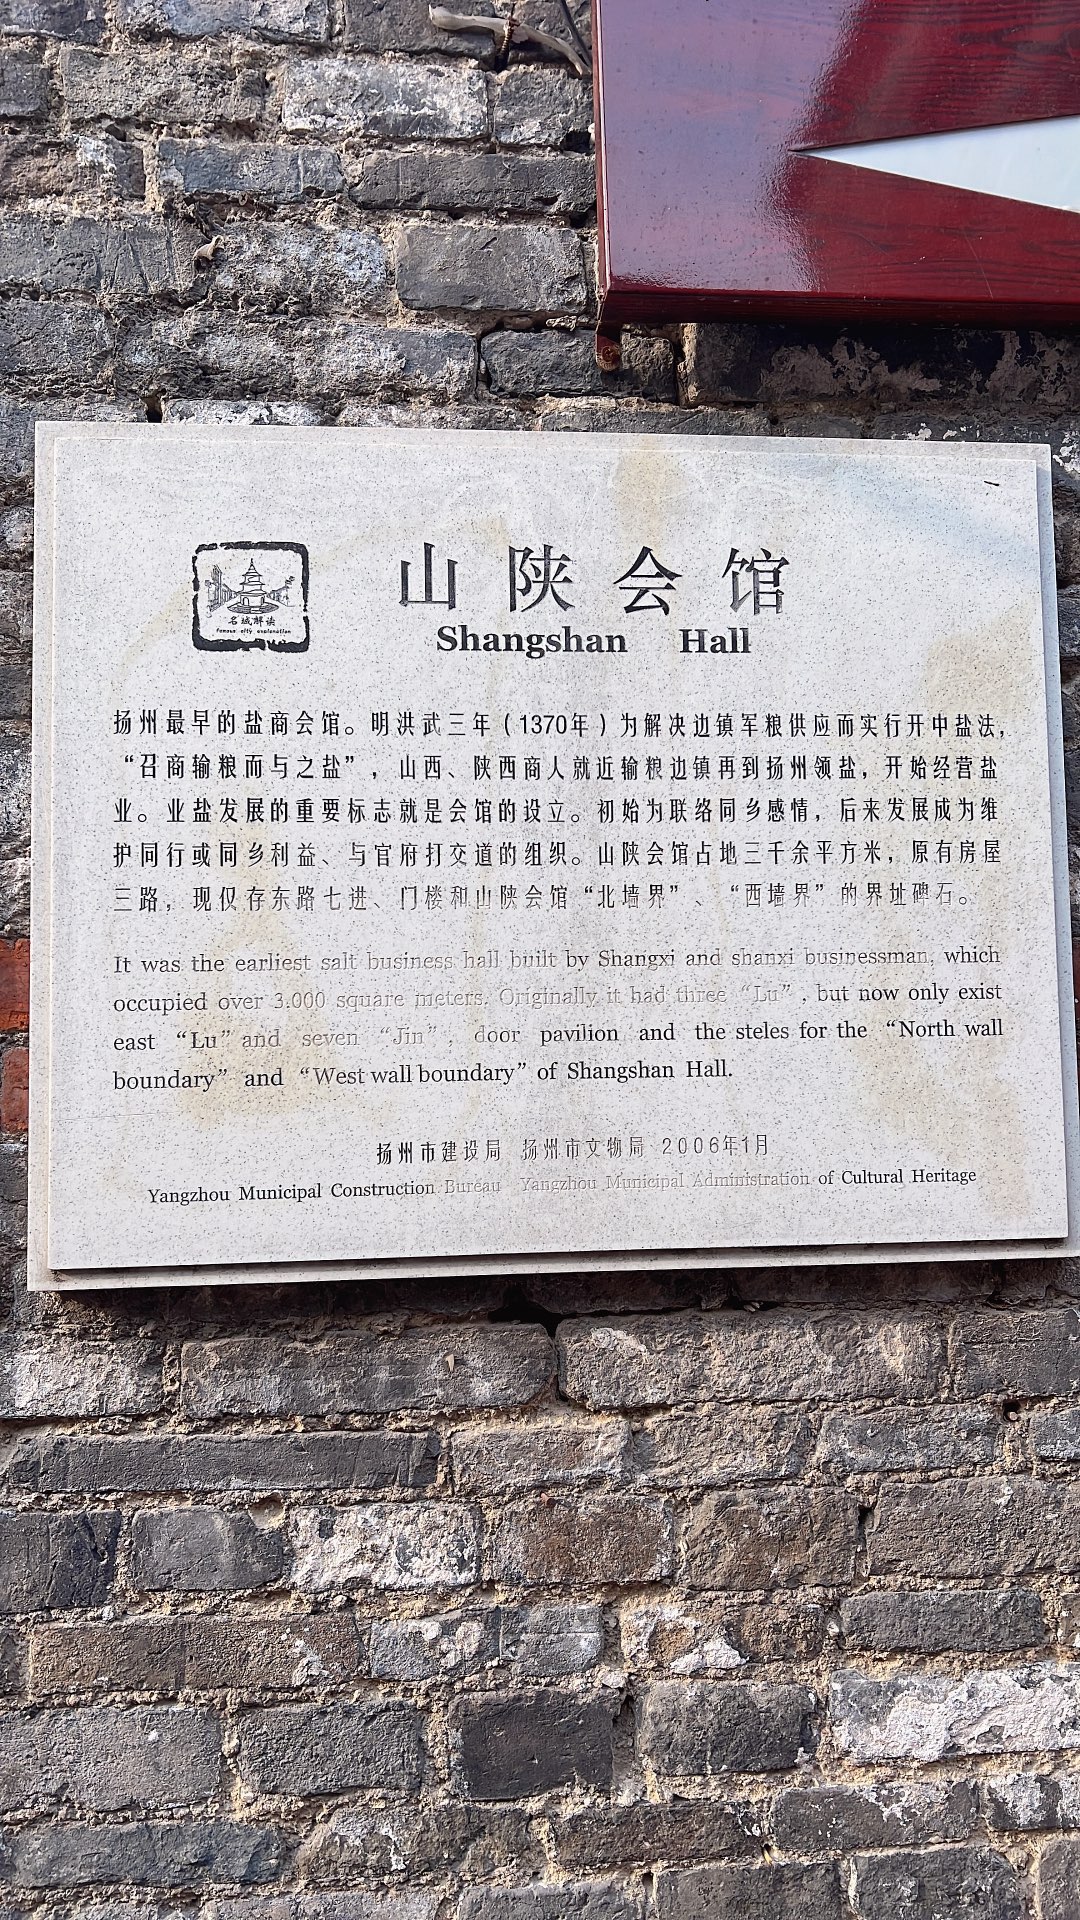 山陕会馆
Shangshan Hall
名城解读
famous city explanation
扬州最早的盐商会馆。明洪武三年（1370年）为解决边镇军粮供应而实行开中盐法，
“召商输粮而与之盐”，山西、陕西商人就近输粮边镇再到扬州领盐，开始经营盐
业。业盐发展的重要标志就是会馆的设立。初始为联络同乡感情，后来发展成为维
护同行或同乡利益、与官府打交道的组织。山陕会馆占地三千余平方米，原有房屋
三路，现仅存东路七进、门楼和山陕会馆“北墙界”、“西墙界”的界址碑石。
It was the earliest salt business hall built by Shangxi and shanxi businessman, which
occupied over 3.000 square meters. Originally it had three “Lu”, but now only exist
east “Lu” and seven “Jin”, door pavilion and the steles for the “North wall
boundary” and “West wall boundary” of Shangshan Hall.
扬州市建设局 扬州市文物局 2006年1月
Yangzhou Municipal Construction Bureau Yangzhou Municipal Administration of Cultural Heritage